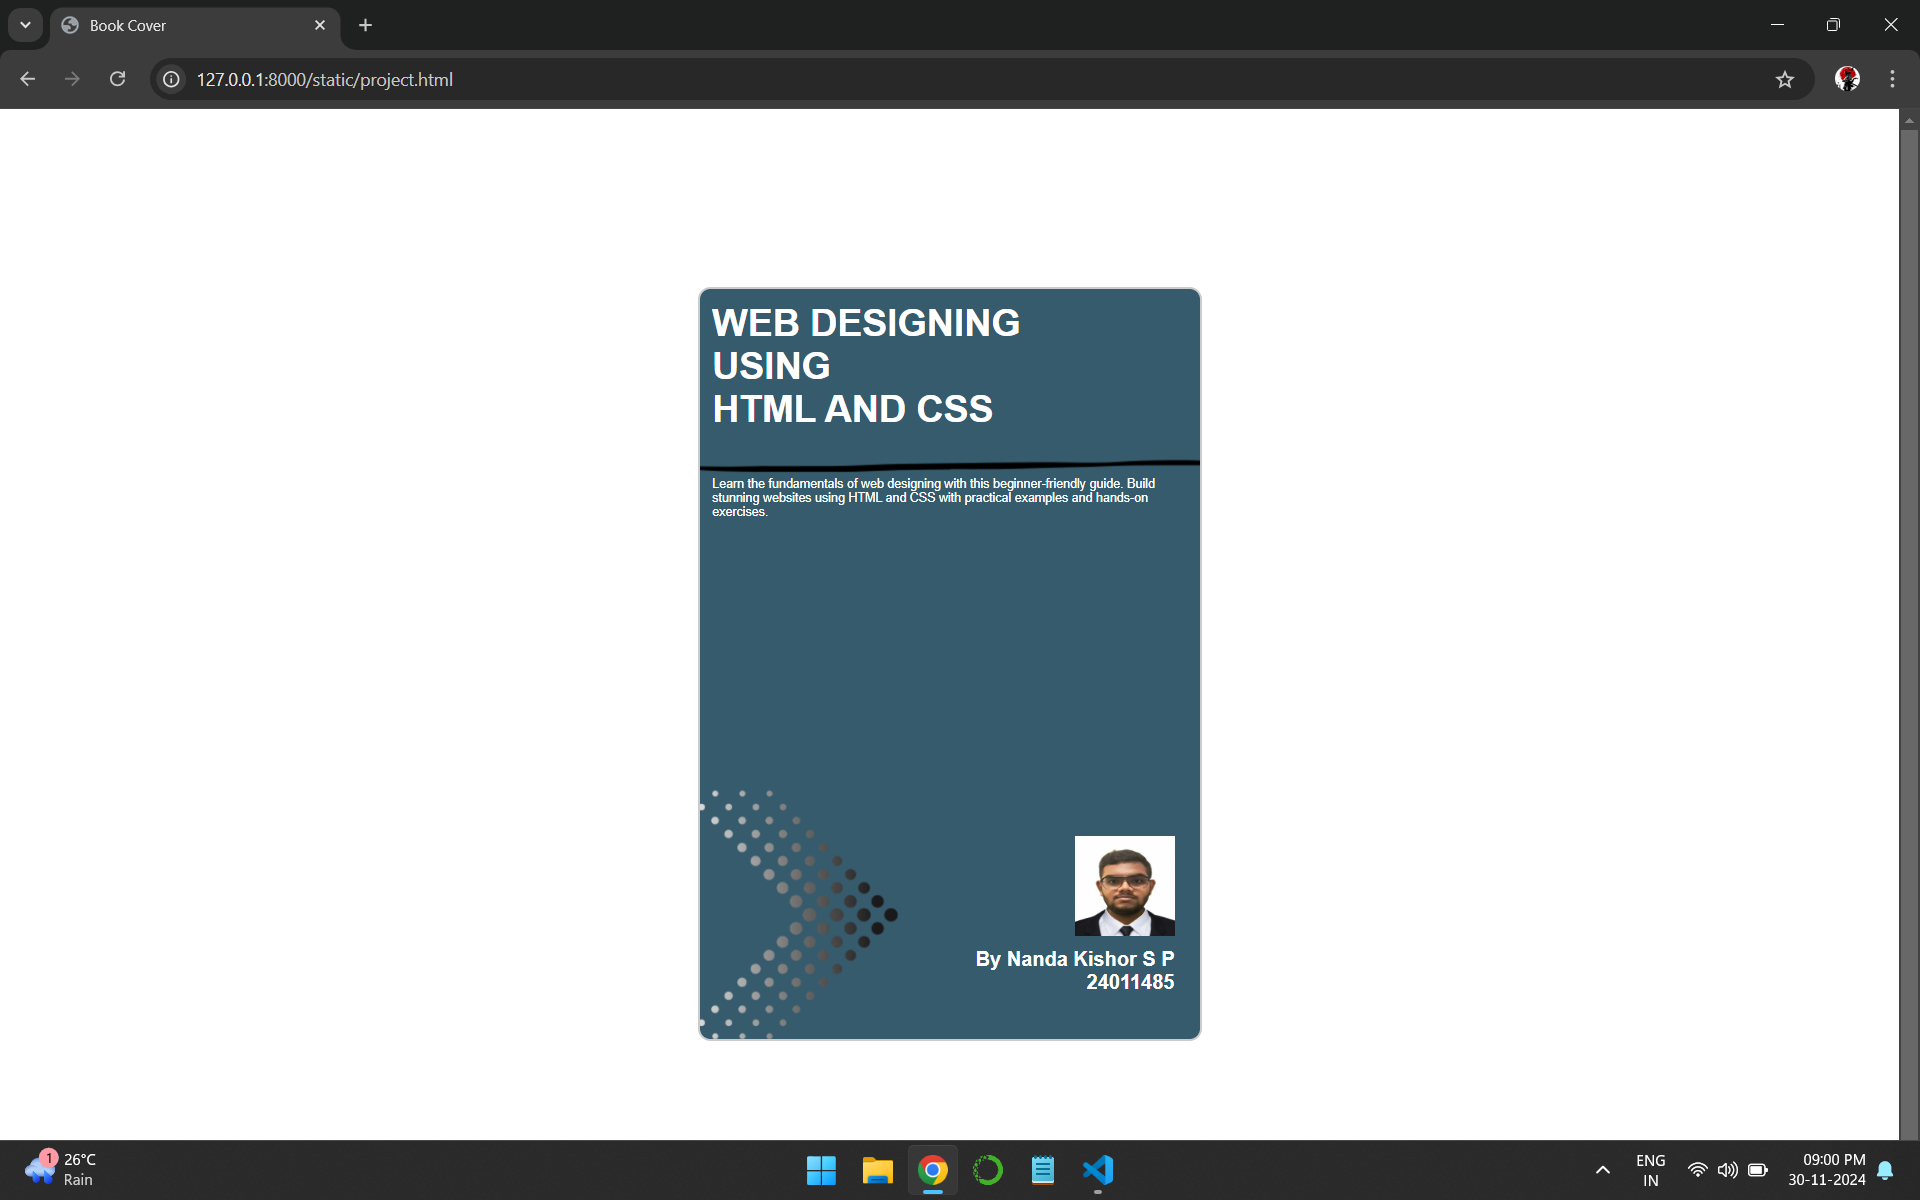 Book Cover
127.0.0.1:8000/static/project.html
WEB DESIGNING
USING
HTML AND CSS
Learn the fundamentals of web designing with this beginner-friendly guide. Build
stunning websites using HTML and CSS with practical examples and hands-on
exercises.
By Nanda Kishor S P
24011485
1
26°C
Rain
ENG
IN
09:00 PM
30-11-2024